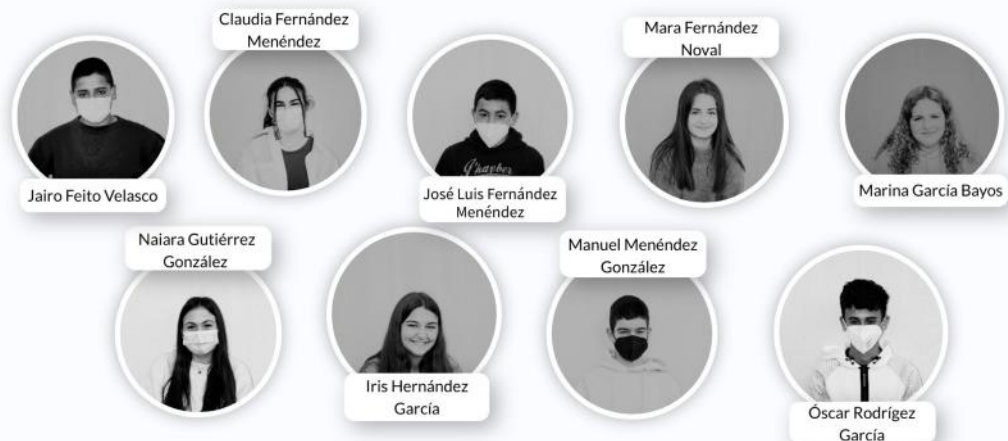 Claudia Fernández
Menéndez
Mara Fernández
Noval
Jairo Feito Velasco
José Luis Fernández
Menéndez
Marina García Bayos
Naiara Gutiérrez
González
Manuel Menéndez
González
Iris Hernández
García
Óscar Rodrígez
García